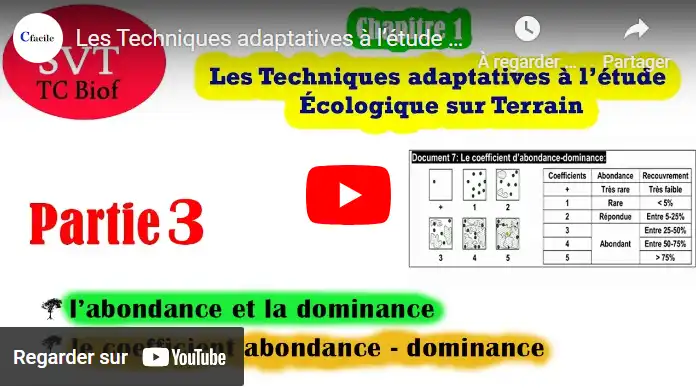 Cfacile
Les Techniques adaptatives à l'étude ...
SVT
TC Biof
Chapitre 1
À regarder ...
Partager
Les Techniques adaptatives à l'étude
Écologique sur Terrain
Partie 3
Document 7: Le coefficient d'abondance-dominance:
+ 1 2
3 4 5
Coefficients Abondance Recouvrement
+ Très rare Très faible
1 Rare < 5%
2 Répondue Entre 5-25%
3 Entre 25-50%
4 Abondant Entre 50-75%
5 > 75%
l'abondance et la dominance
le coefficient abondance - dominance
Regarder sur YouTube